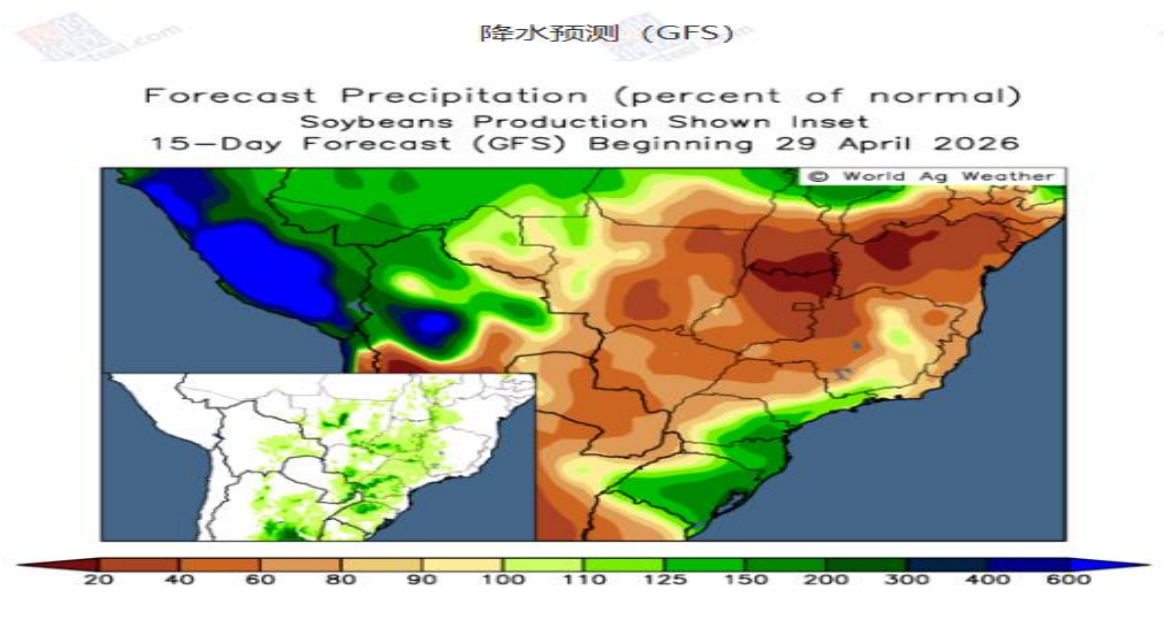 降水预测 (GFS)
Forecast Precipitation (percent of normal)
Soybeans Production Shown Inset
15-Day Forecast (GFS) Beginning 29 April 2026
© World Ag Weather
20 40 60 80 90 100 110 125 150 200 300 400 600